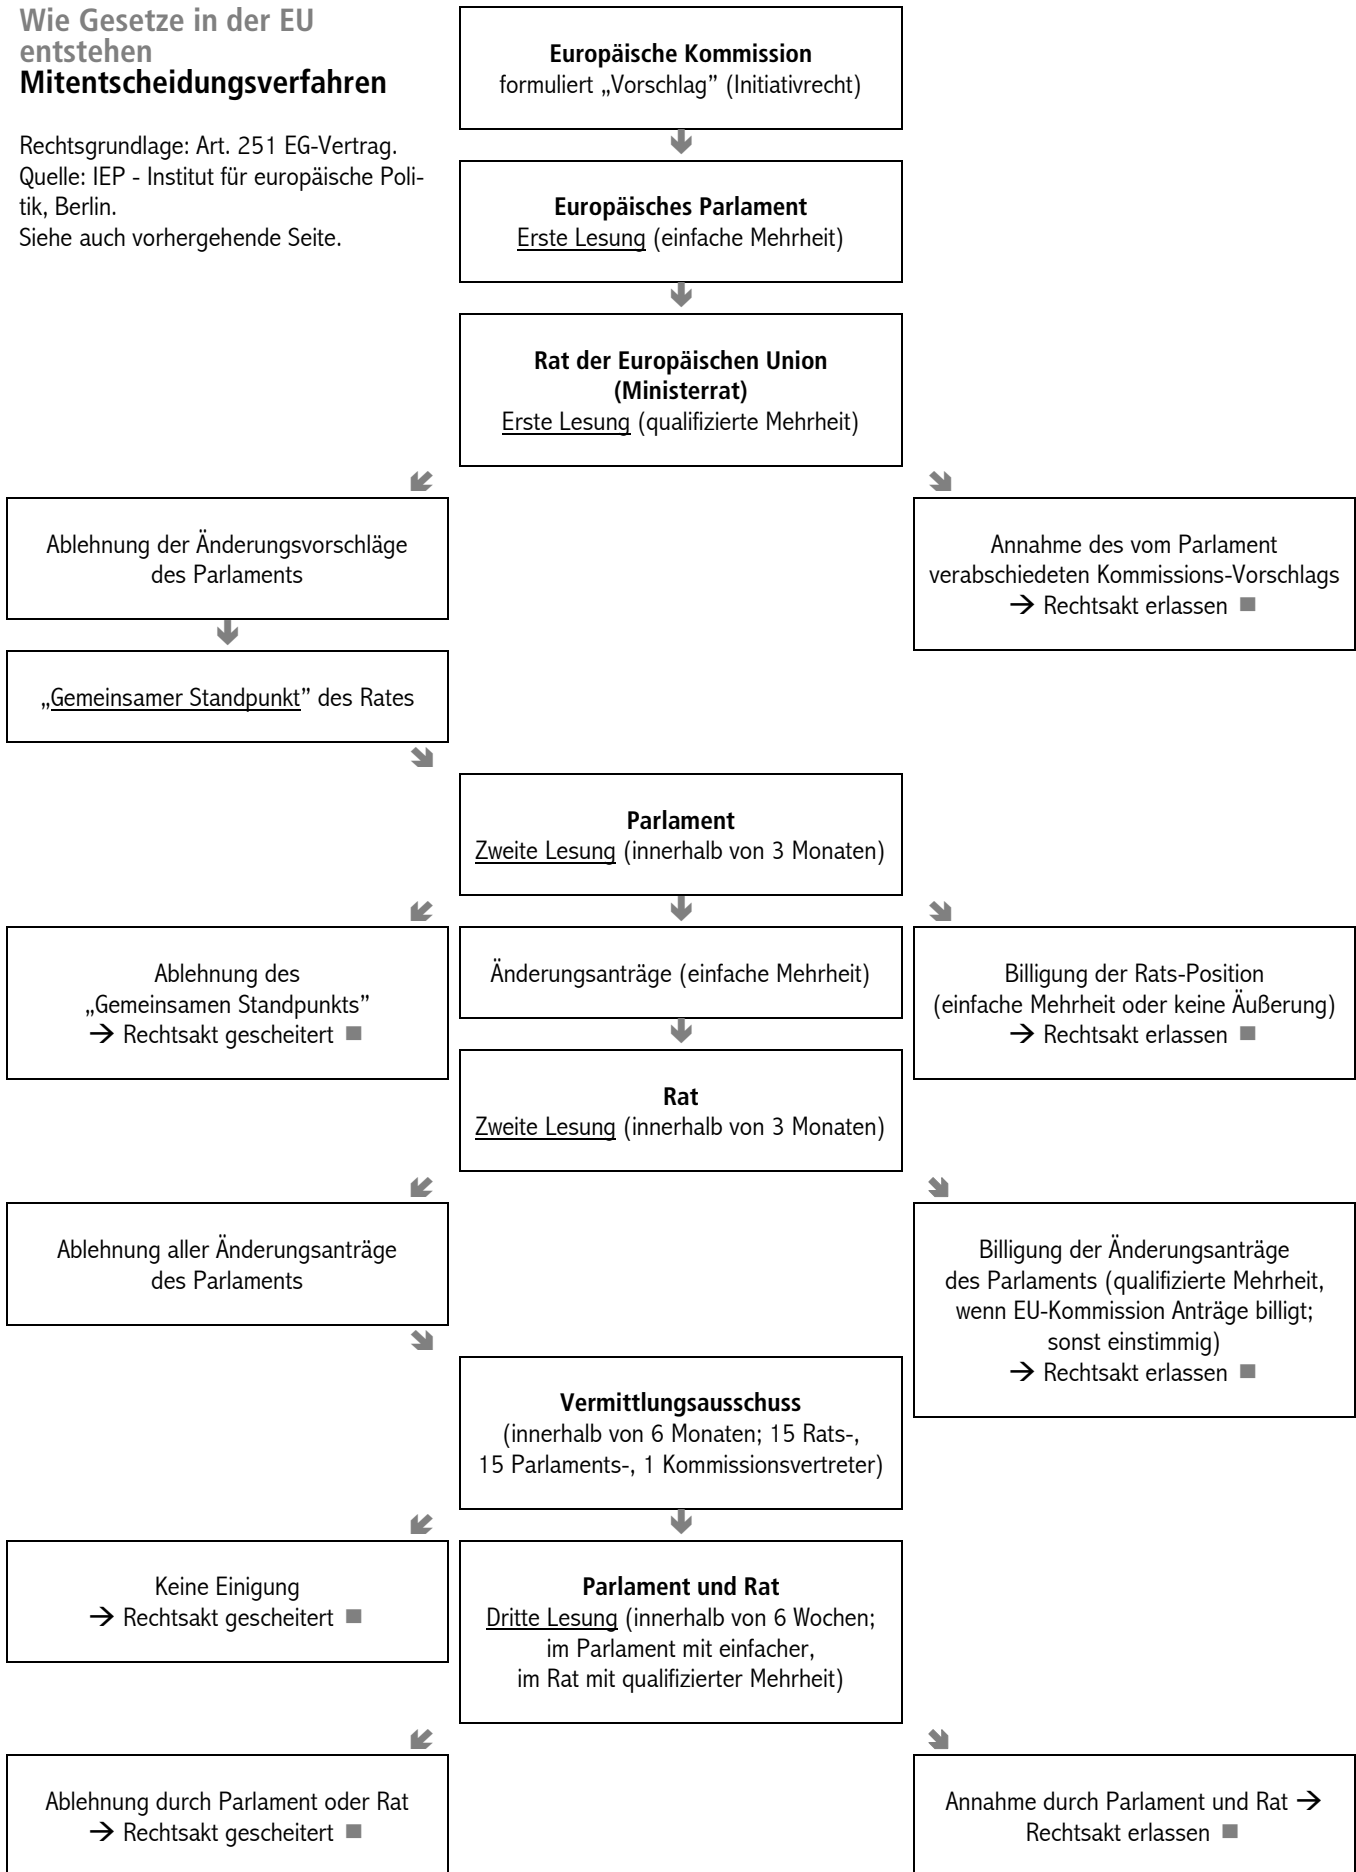 Wie Gesetze in der EU
entstehen
Mitentscheidungsverfahren
Rechtsgrundlage: Art. 251 EG-Vertrag.
Quelle: IEP - Institut für europäische Poli-
tik, Berlin.
Siehe auch vorhergehende Seite.
Europäische Kommission
formuliert „Vorschlag” (Initiativrecht)
Europäisches Parlament
Erste Lesung (einfache Mehrheit)
Rat der Europäischen Union
(Ministerrat)
Erste Lesung (qualifizierte Mehrheit)
Ablehnung der Änderungsvorschläge
des Parlaments
Annahme des vom Parlament
verabschiedeten Kommissions-Vorschlags
→ Rechtsakt erlassen ■
„Gemeinsamer Standpunkt” des Rates
Parlament
Zweite Lesung (innerhalb von 3 Monaten)
Ablehnung des
„Gemeinsamen Standpunkts”
→ Rechtsakt gescheitert ■
Änderungsanträge (einfache Mehrheit)
Billigung der Rats-Position
(einfache Mehrheit oder keine Äußerung)
→ Rechtsakt erlassen ■
Rat
Zweite Lesung (innerhalb von 3 Monaten)
Ablehnung aller Änderungsanträge
des Parlaments
Billigung der Änderungsanträge
des Parlaments (qualifizierte Mehrheit,
wenn EU-Kommission Anträge billigt;
sonst einstimmig)
→ Rechtsakt erlassen ■
Vermittlungsausschuss
(innerhalb von 6 Monaten; 15 Rats-,
15 Parlaments-, 1 Kommissionsvertreter)
Keine Einigung
→ Rechtsakt gescheitert ■
Parlament und Rat
Dritte Lesung (innerhalb von 6 Wochen;
im Parlament mit einfacher,
im Rat mit qualifizierter Mehrheit)
Ablehnung durch Parlament oder Rat
→ Rechtsakt gescheitert ■
Annahme durch Parlament und Rat →
Rechtsakt erlassen ■